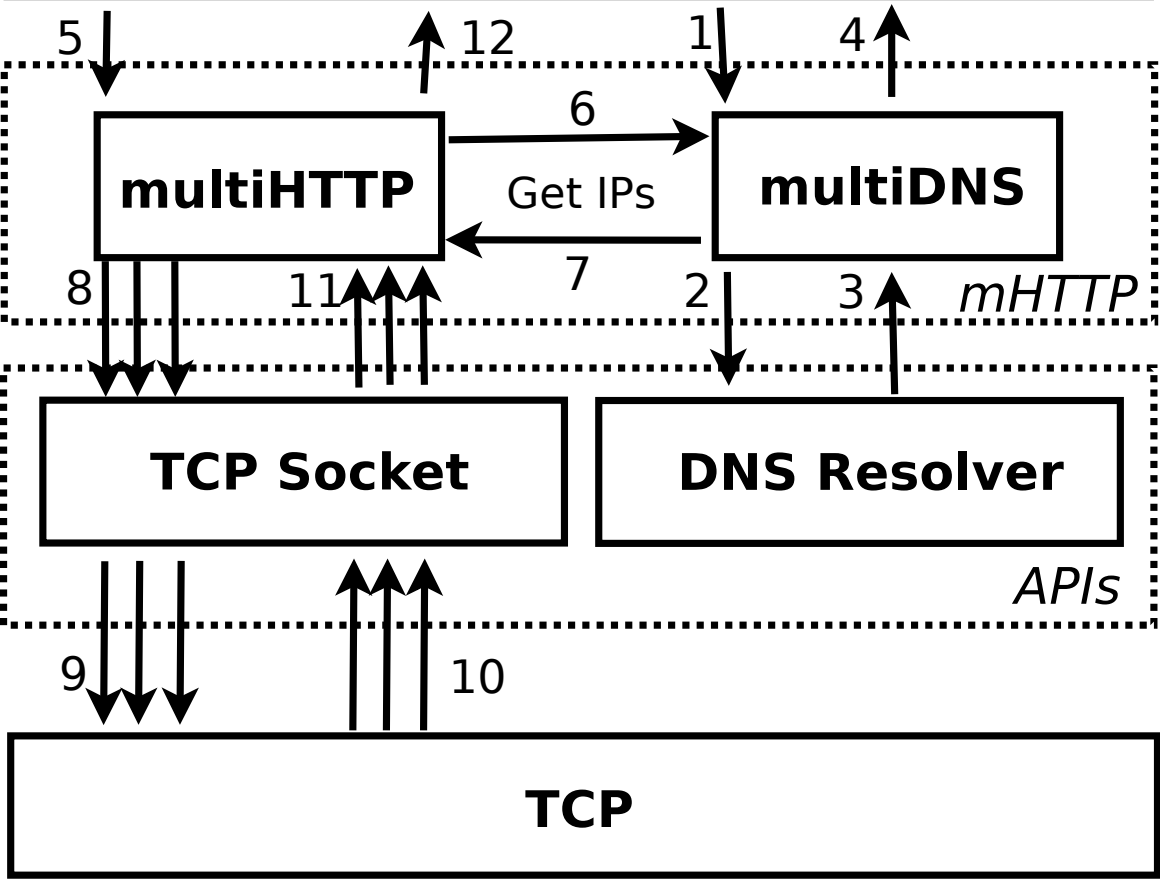 5
12
1
4
6
multiHTTP
Get IPs
multiDNS
7
8
11
2
3
mHTTP
TCP Socket
DNS Resolver
APIs
9
10
TCP